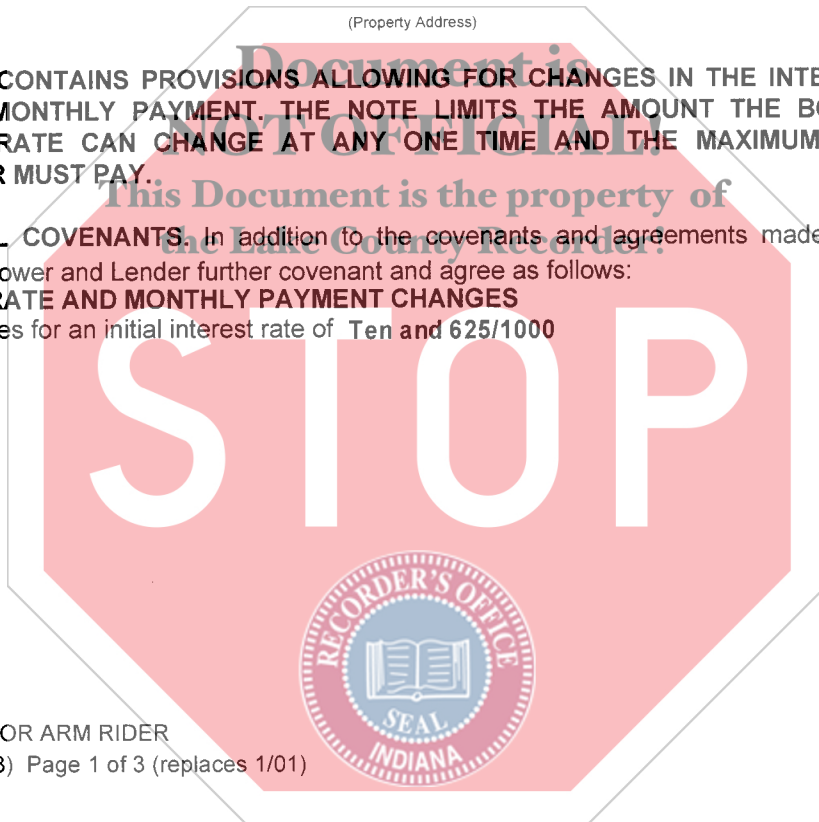 (Property Address)
Document is
CONTAINS PROVISIONS ALLOWING FOR CHANGES IN THE INTE
MONTHLY PAYMENT. THE NOTE LIMITS THE AMOUNT THE BO
NOT OFFICIAL!
RATE CAN CHANGE AT ANY ONE TIME AND THE MAXIMUM
R MUST PAY.
This Document is the property of
the Lake County Recorder!
COVENANTS. In addition to the covenants and agreements made
ower and Lender further covenant and agree as follows:
RATE AND MONTHLY PAYMENT CHANGES
es for an initial interest rate of Ten and 625/1000
STOP
RECORDER'S OFFICE
SEAL
INDIANA
OR ARM RIDER
) Page 1 of 3 (replaces 1/01)